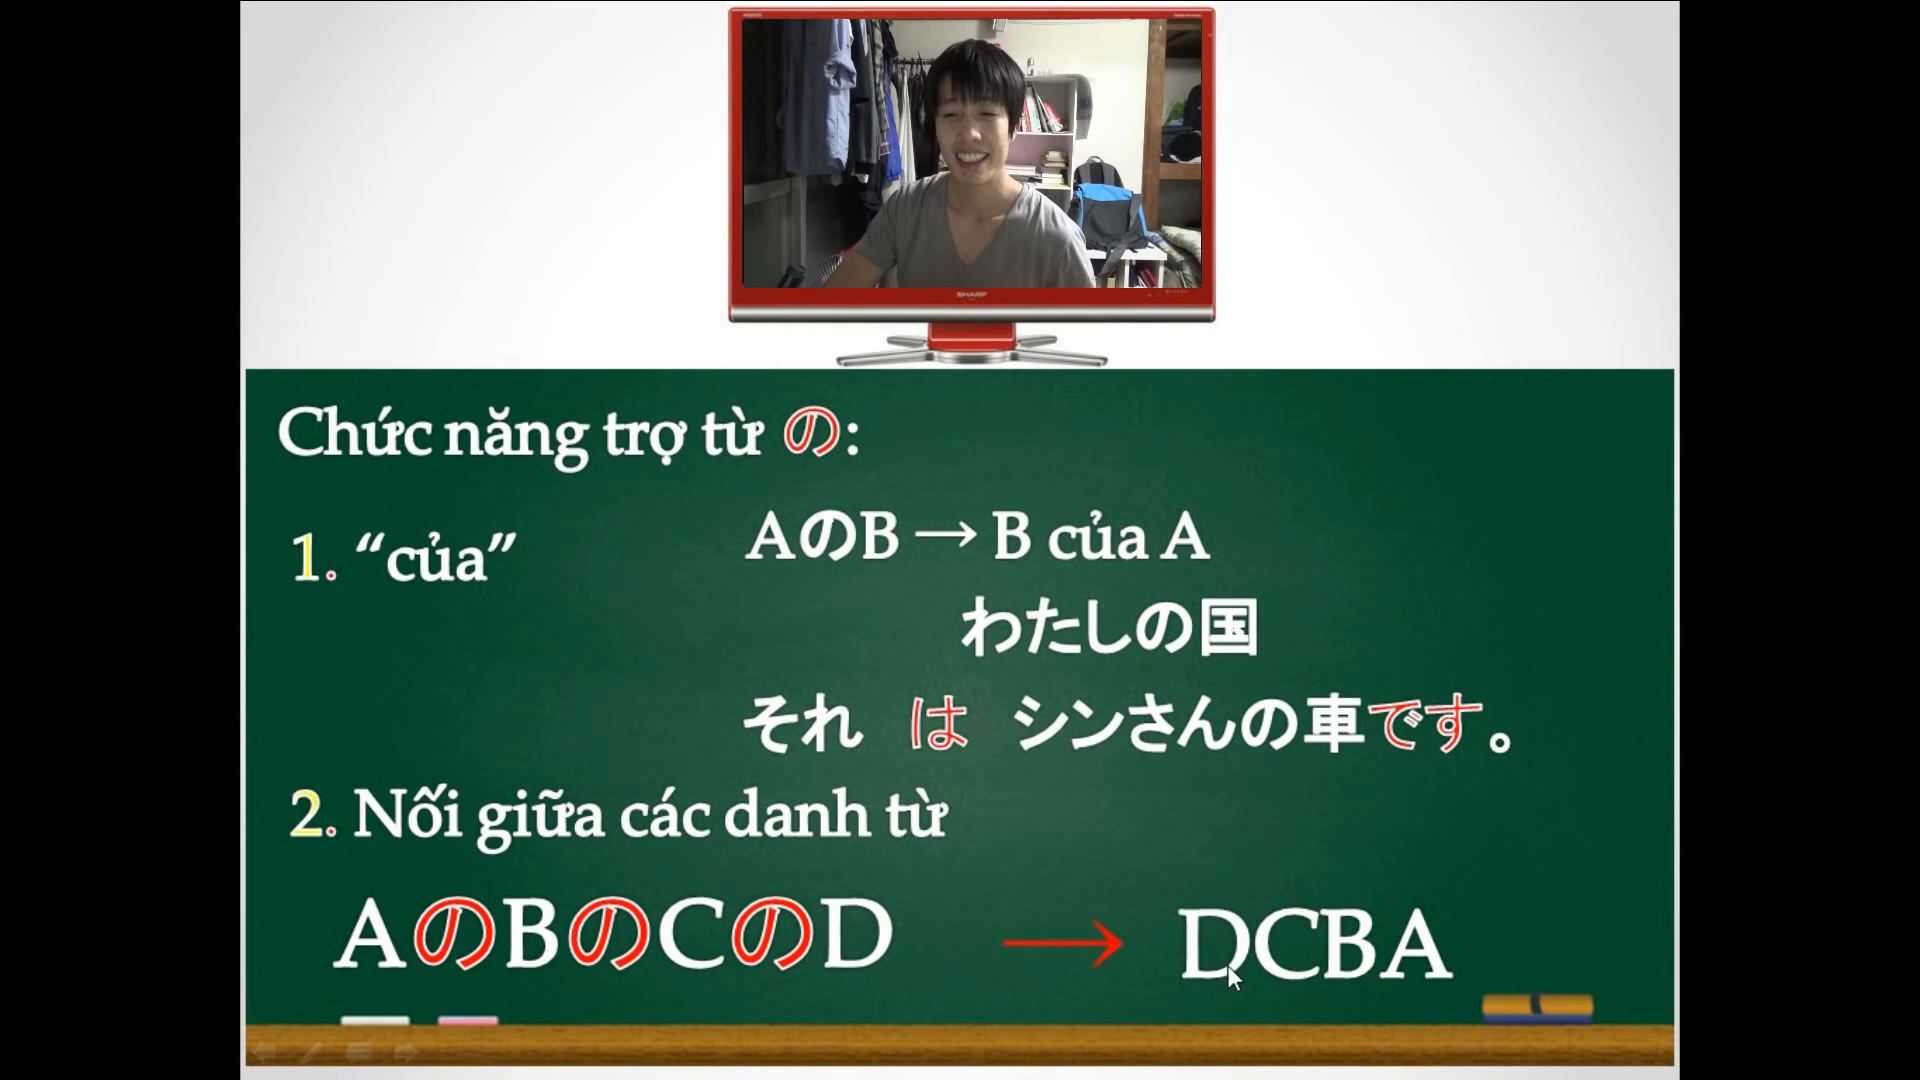 SHARP
Chức năng trợ từ の:
1. “của”
AのB → B của A
わたしの国
それ は シンさんの車です。
2. Nối giữa các danh từ
AのBのCのD → DCBA